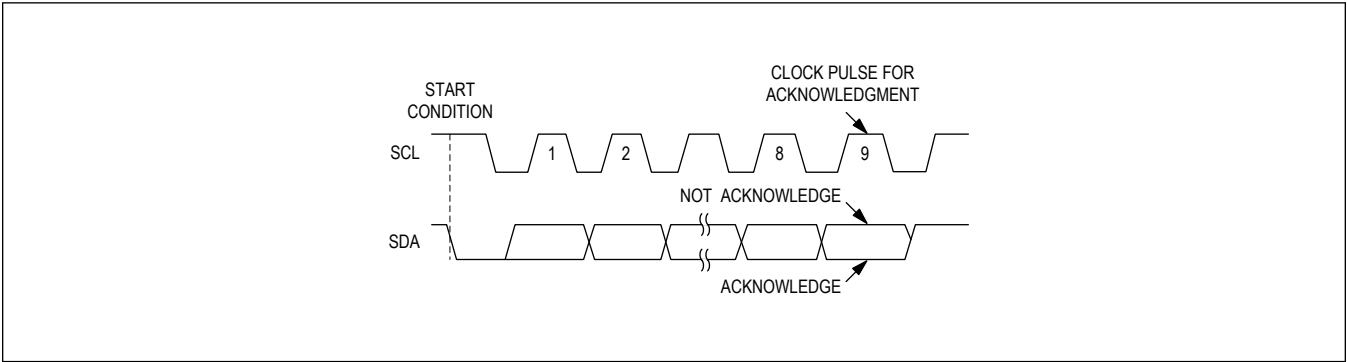 CLOCK PULSE FOR
ACKNOWLEDGMENT
START
CONDITION
SCL
1
2
8
9
NOT ACKNOWLEDGE
SDA
ACKNOWLEDGE